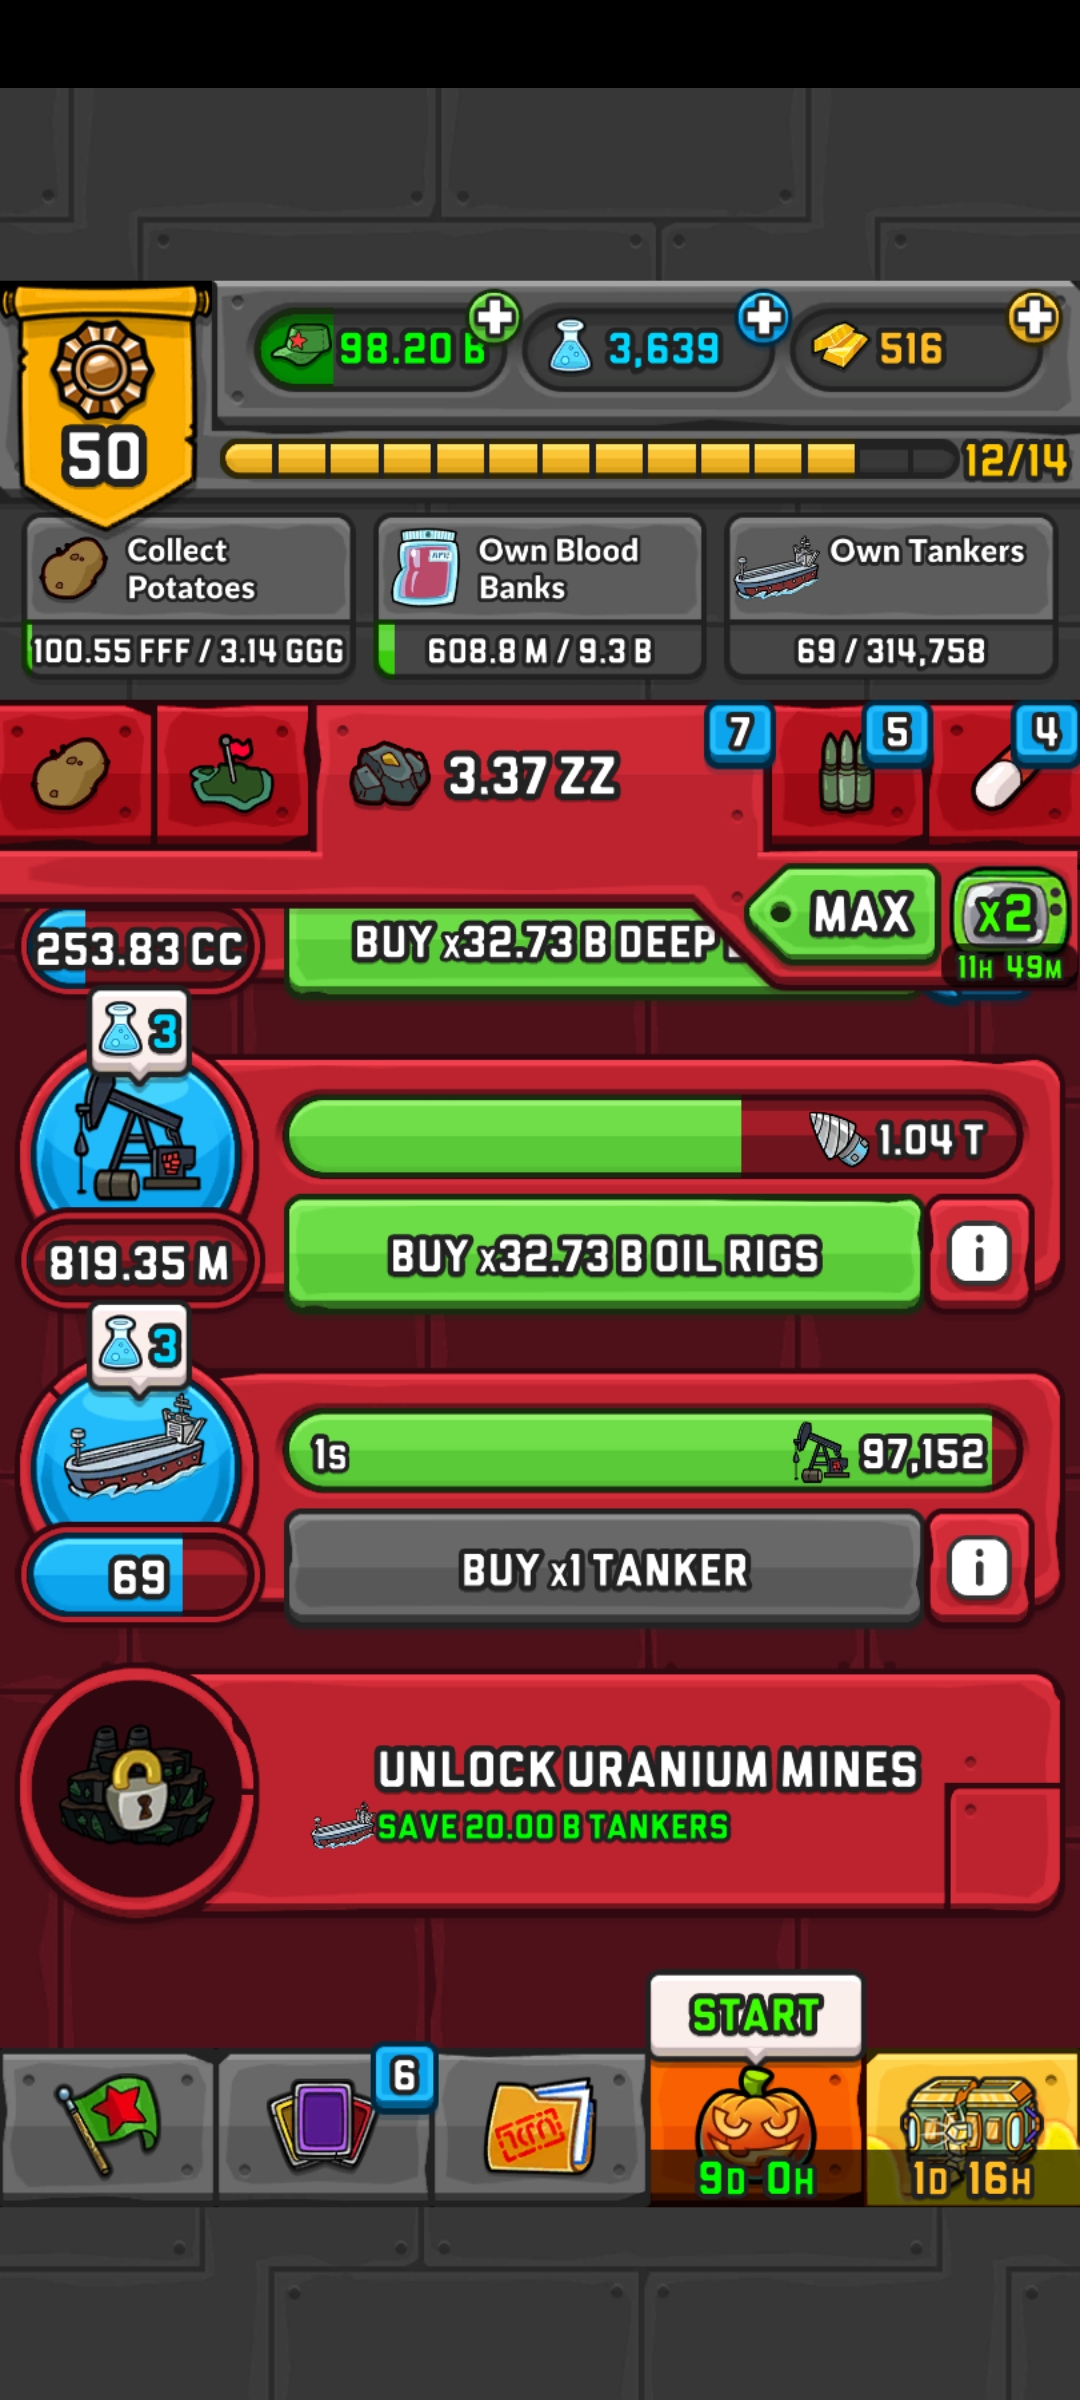 50
98.20 B
3,639
516
12/14
Collect
Potatoes
100.55 FFF / 3.14 GGG
Own Blood
Banks
608.8 M / 9.3 B
Own Tankers
69 / 314,758
3.37 ZZ
7
5
4
MAX
x2
11H 49M
253.83 CC
BUY x32.73 B DEEP
3
1.04 T
819.35 M
BUY x32.73 B OIL RIGS
i
3
1s
97,152
69
BUY x1 TANKER
i
UNLOCK URANIUM MINES
SAVE 20.00 B TANKERS
START
6
9D 0H
1D 16H